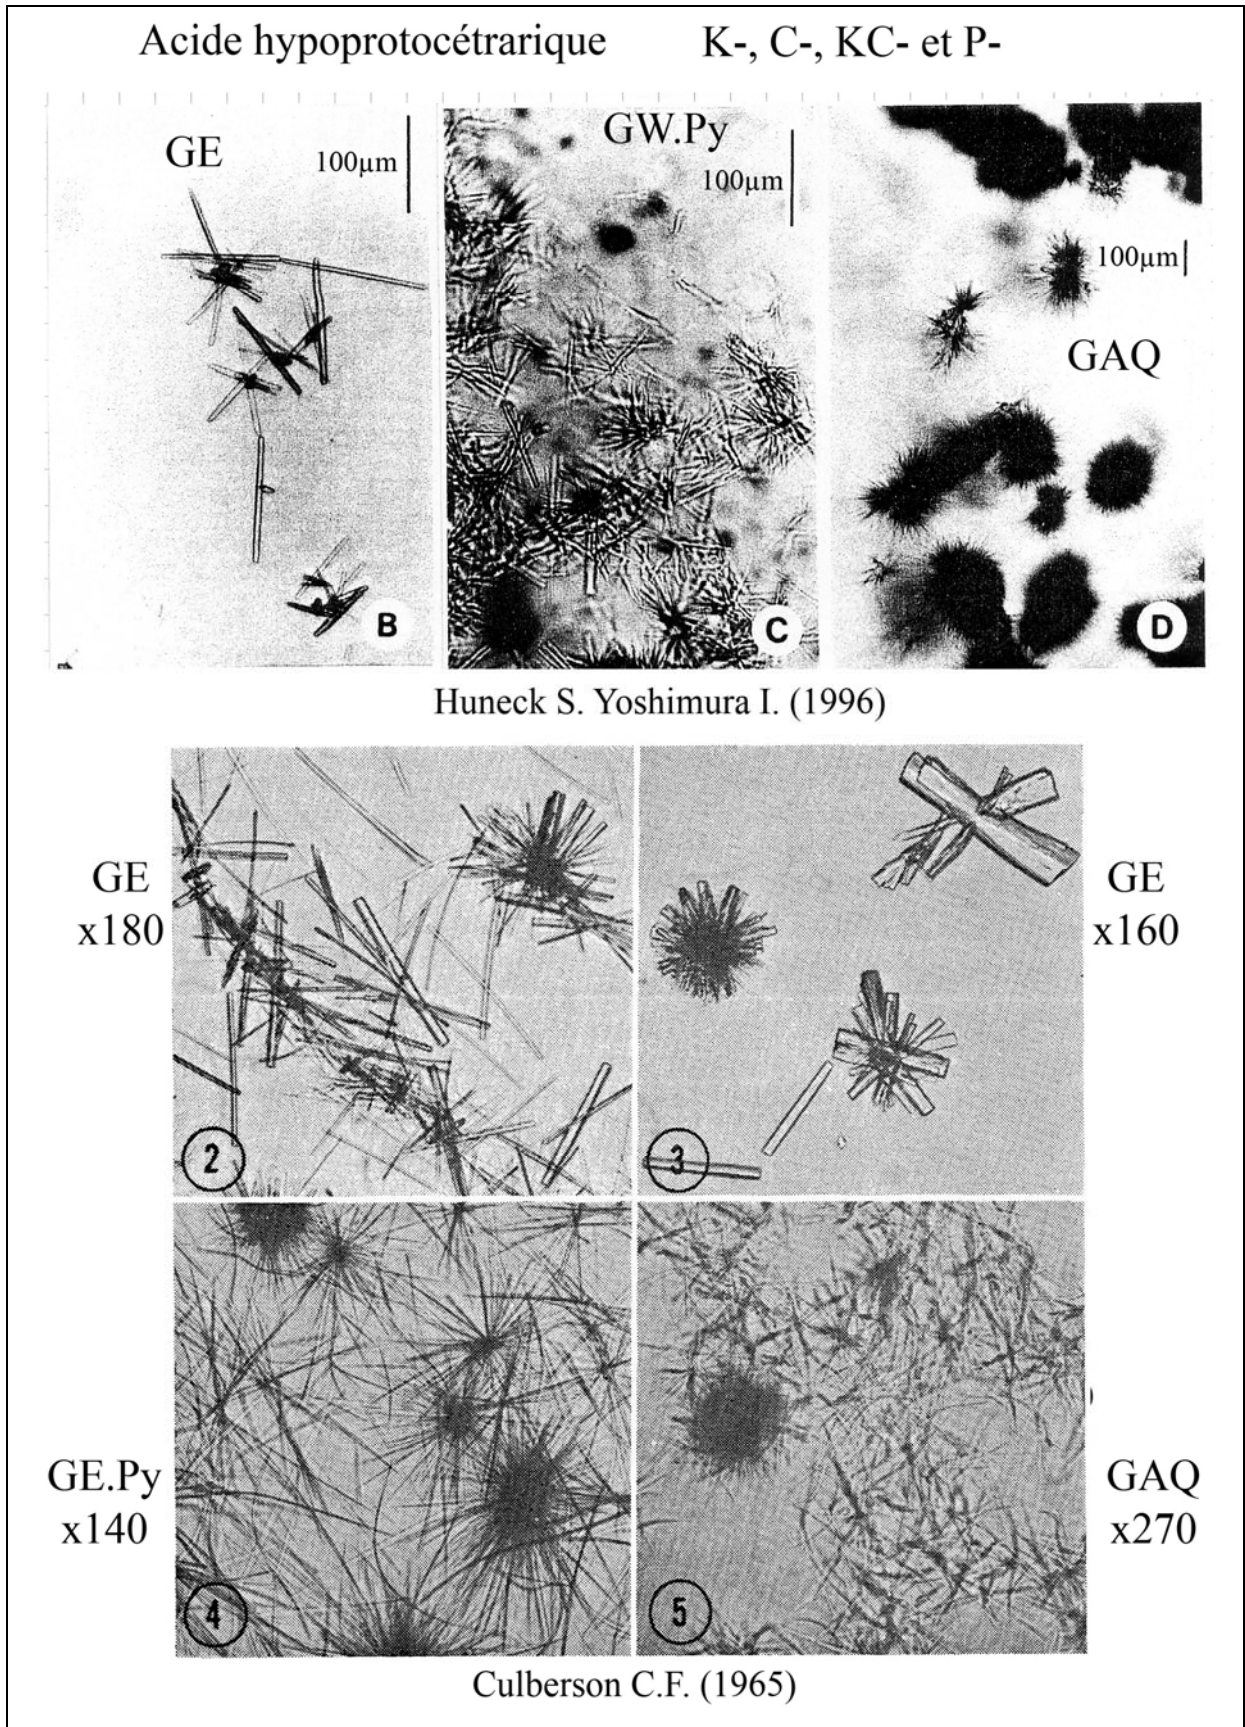 Acide hypoprotocétrarique K-, C-, KC- et P-
GE
100µm
B
GW.Py
100µm
C
100µm
GAQ
D
Huneck S. Yoshimura I. (1996)
GE
x180
2
3
GE
x160
GE.Py
x140
4
5
GAQ
x270
Culberson C.F. (1965)